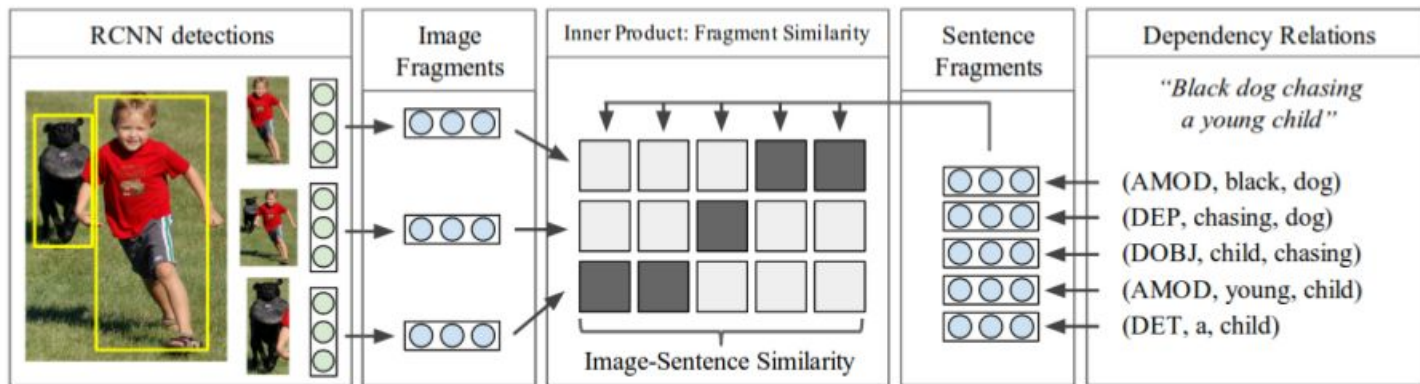 RCNN detections
Image
Fragments
Inner Product: Fragment Similarity
Sentence
Fragments
Dependency Relations
“Black dog chasing
a young child”
(AMOD, black, dog)
(DEP, chasing, dog)
(DOBJ, child, chasing)
(AMOD, young, child)
(DET, a, child)
Image-Sentence Similarity